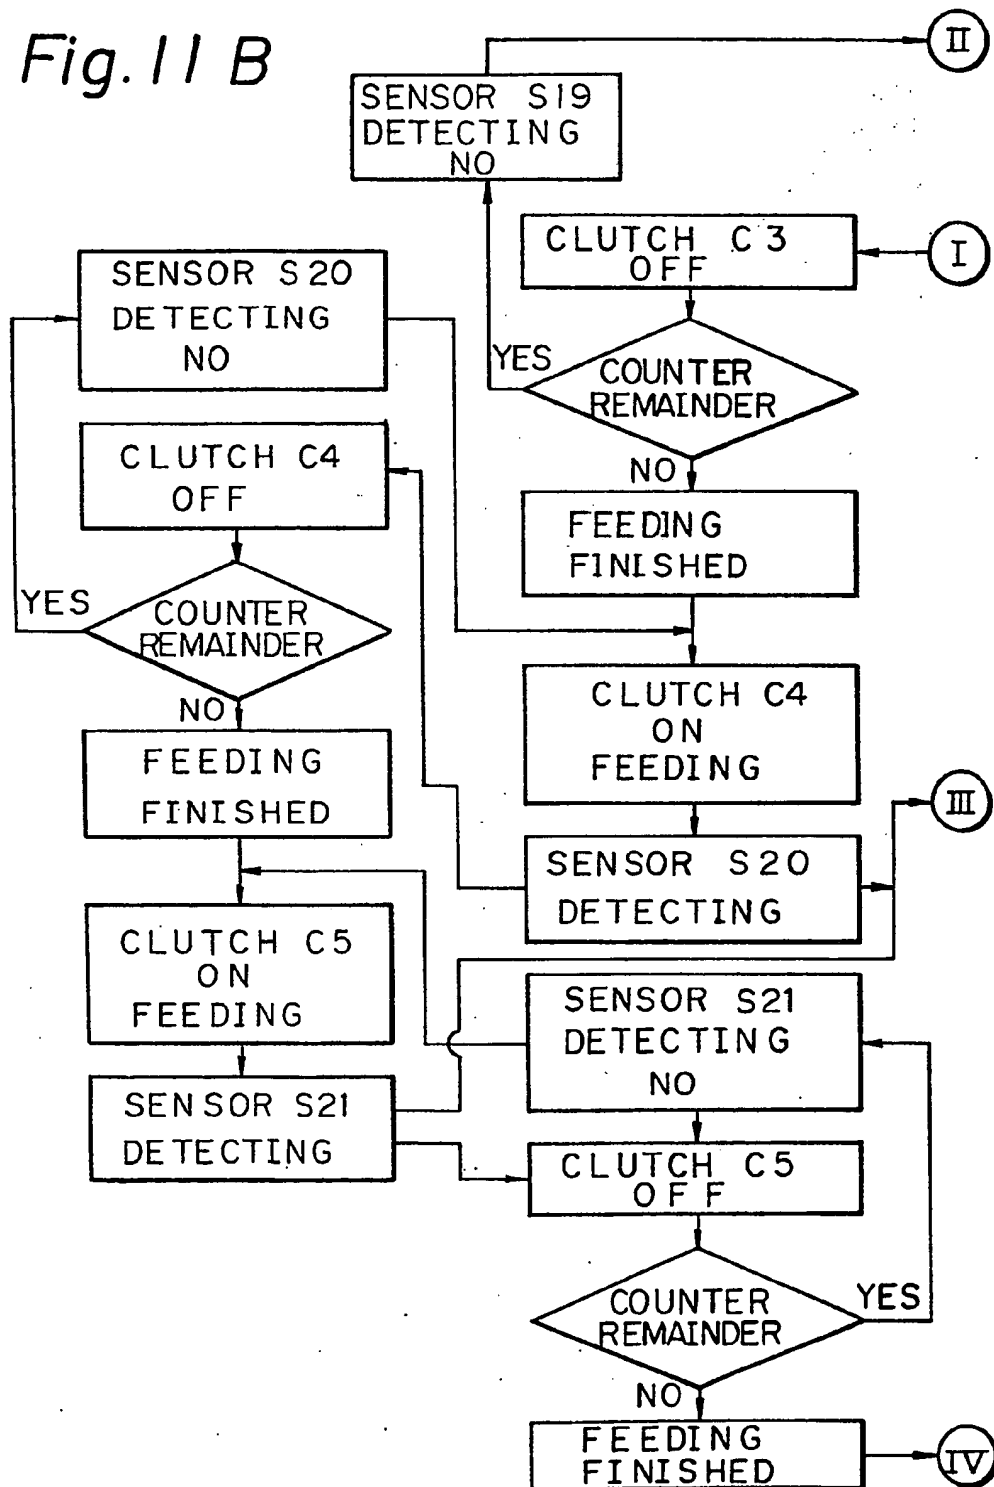 Fig. 11 B
II
SENSOR S19
DETECTING
NO
CLUTCH C3
OFF
I
YES
COUNTER
REMAINDER
NO
FEEDING
FINISHED
SENSOR S20
DETECTING
NO
CLUTCH C4
OFF
YES
COUNTER
REMAINDER
NO
FEEDING
FINISHED
CLUTCH C4
ON
FEEDING
III
SENSOR S20
DETECTING
CLUTCH C5
ON
FEEDING
SENSOR S21
DETECTING
SENSOR S21
DETECTING
NO
CLUTCH C5
OFF
COUNTER
REMAINDER
YES
NO
FEEDING
FINISHED
IV